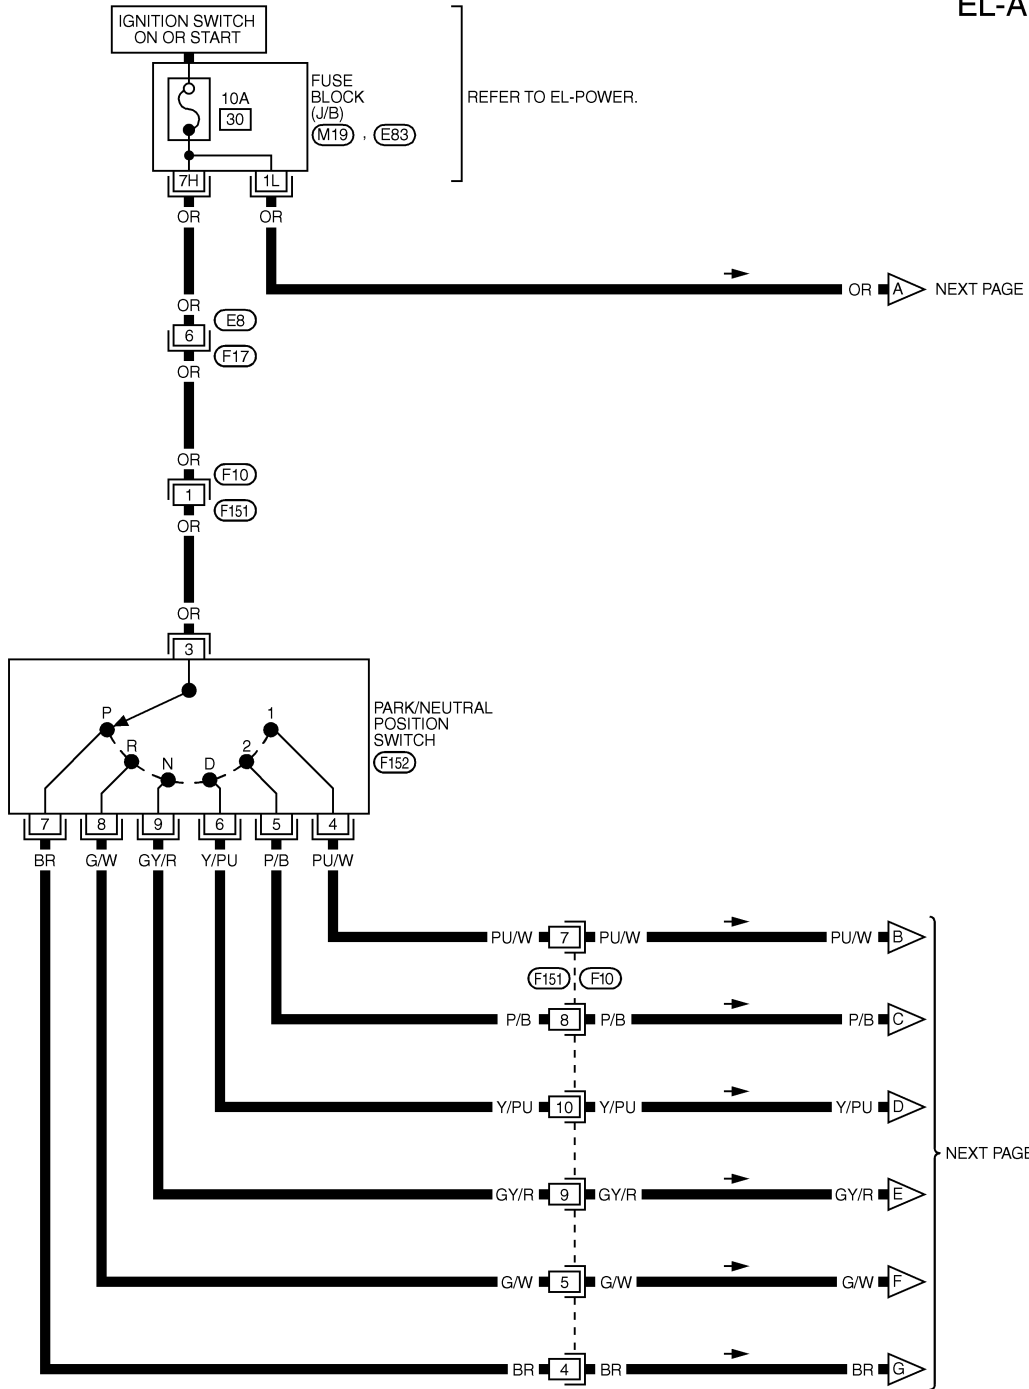 EL-A
IGNITION SWITCH
ON OR START
10A
30
FUSE
BLOCK
(J/B)
M19 , E83
REFER TO EL-POWER.
7H 1L
OR OR
OR A NEXT PAGE
OR
E8
6
F17
OR
OR
F10
1
F151
OR
OR
3
PARK/NEUTRAL
POSITION
SWITCH
F152
P 1
R 2
N D
7 8 9 6 5 4
BR G/W GY/R Y/PU P/B PU/W
PU/W 7 PU/W PU/W B
F151 F10
P/B 8 P/B P/B C
Y/PU 10 Y/PU Y/PU D
NEXT PAGE
GY/R 9 GY/R GY/R E
G/W 5 G/W G/W F
BR 4 BR BR G